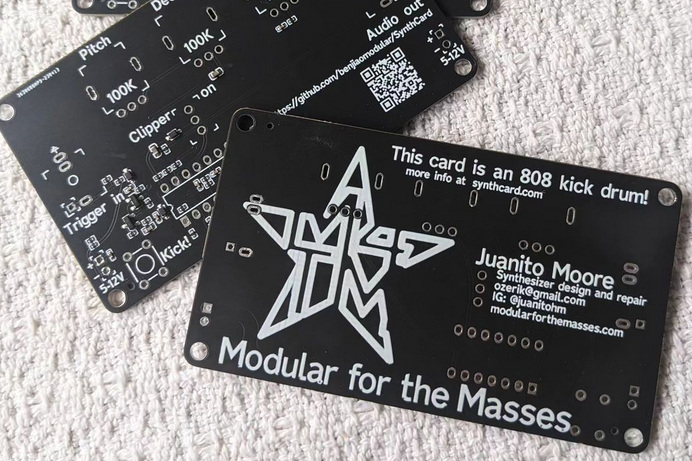 Pitch
100K
100K
Audio out
5-12V
https://github.com/benjiaomodular/SynthCard
Clipper
on
Trigger in
5-12V
Kick!
This card is an 808 kick drum!
more info at synthcard.com
Juanito Moore
Synthesizer design and repair
ozerik@gmail.com
IG: @juanitohm
modularforthemasses.com
Modular for the Masses